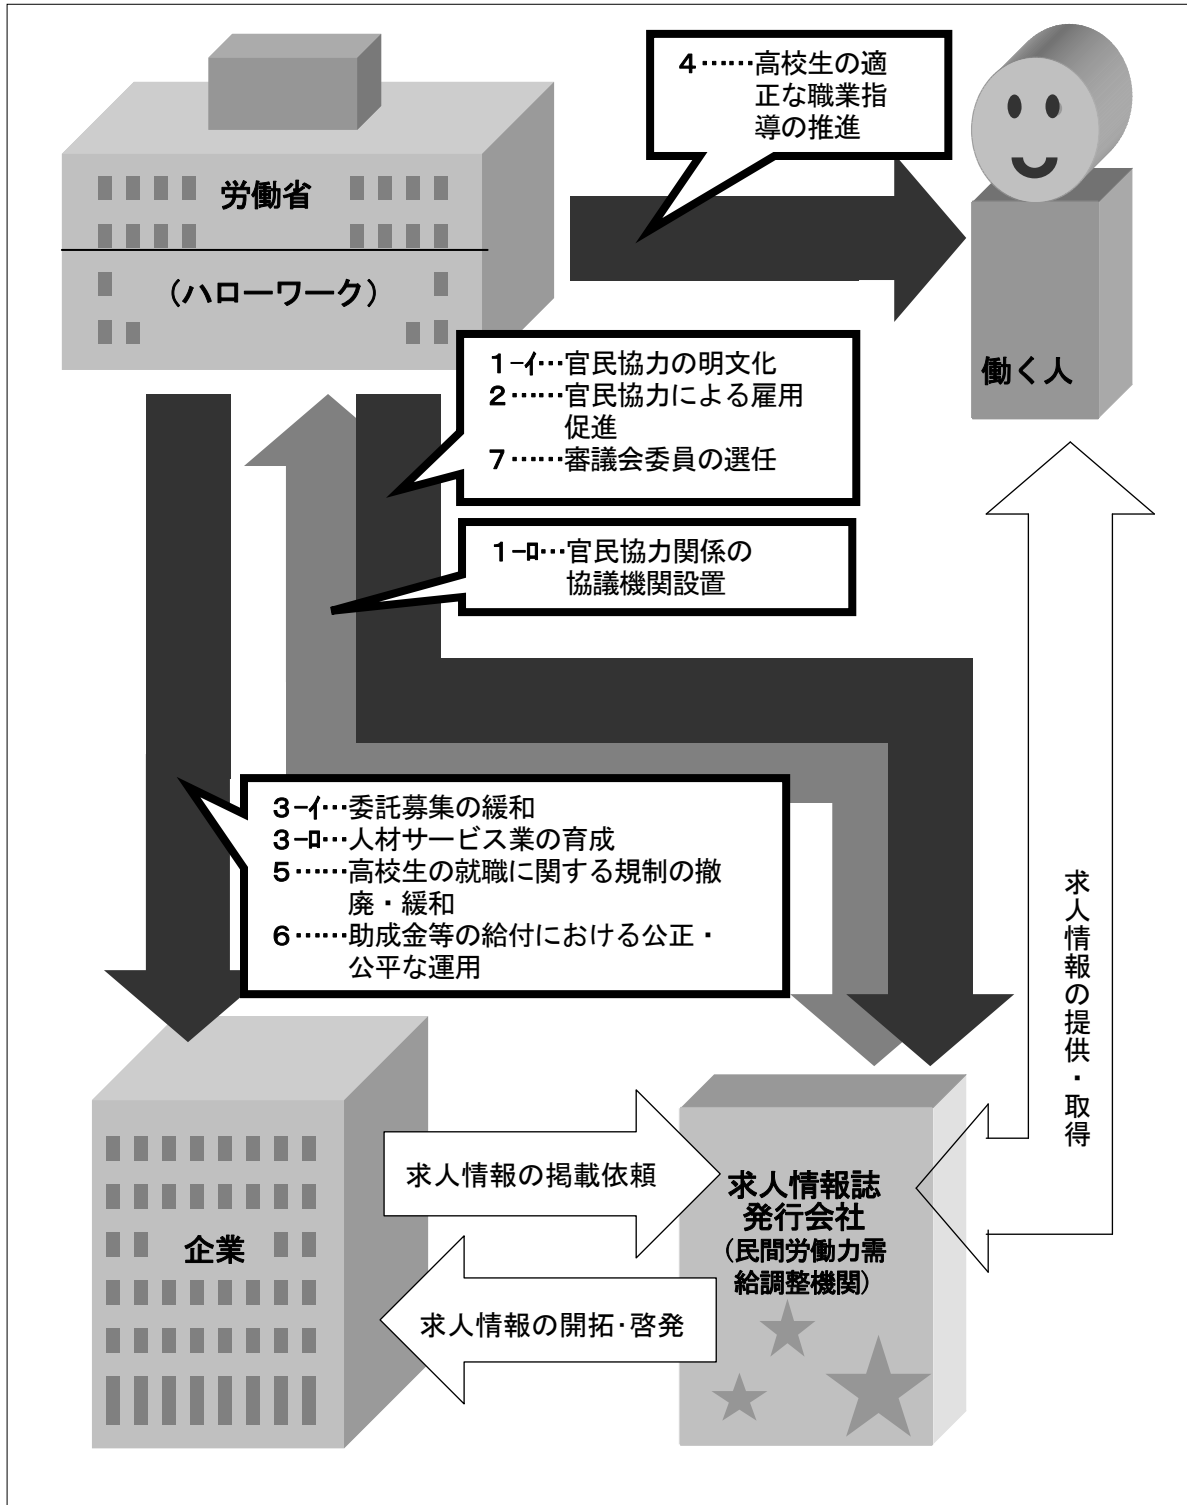 4……高校生の適
正な職業指
導の推進
労働省
（ハローワーク）
働く人
1-ｲ…官民協力の明文化
2……官民協力による雇用
促進
7……審議会委員の選任
1-ﾛ…官民協力関係の
協議機関設置
3-ｲ…委託募集の緩和
3-ﾛ…人材サービス業の育成
5……高校生の就職に関する規制の撤
廃・緩和
6……助成金等の給付における公正・
公平な運用
求人情報の提供・取得
求人情報の掲載依頼
求人情報誌
発行会社
（民間労働力需
給調整機関）
企業
求人情報の開拓・啓発